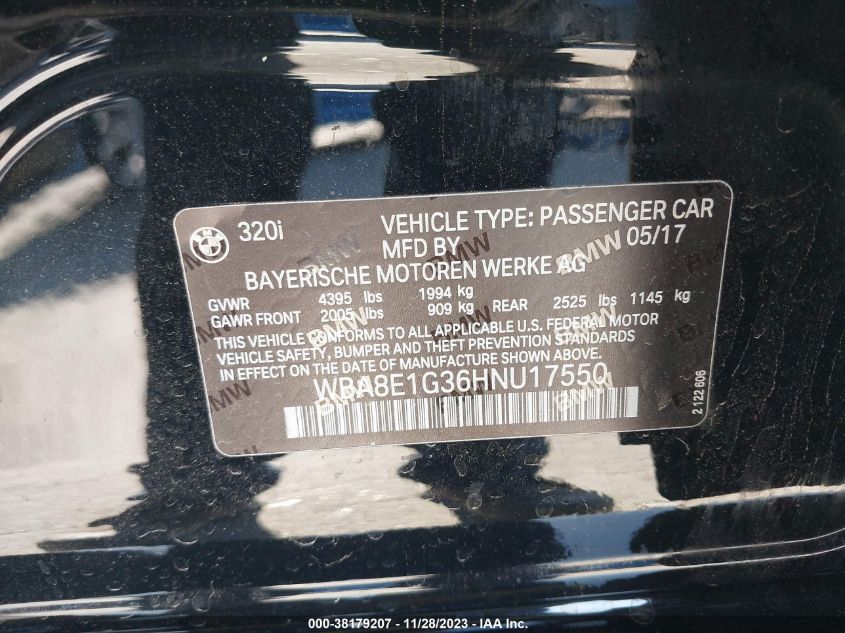 320i VEHICLE TYPE: PASSENGER CAR
MFD BY 05/17
BAYERISCHE MOTOREN WERKE AG
GVWR 4395 lbs 1994 kg
GAWR FRONT 2005 lbs 909 kg REAR 2525 lbs 1145 kg
THIS VEHICLE CONFORMS TO ALL APPLICABLE U.S. FEDERAL MOTOR
VEHICLE SAFETY, BUMPER AND THEFT PREVENTION STANDARDS
IN EFFECT ON THE DATE OF MANUFACTURE SHOWN ABOVE.
WBA8E1G36HNU17550
2 122 606
000-38179207 - 11/28/2023 - IAA Inc.